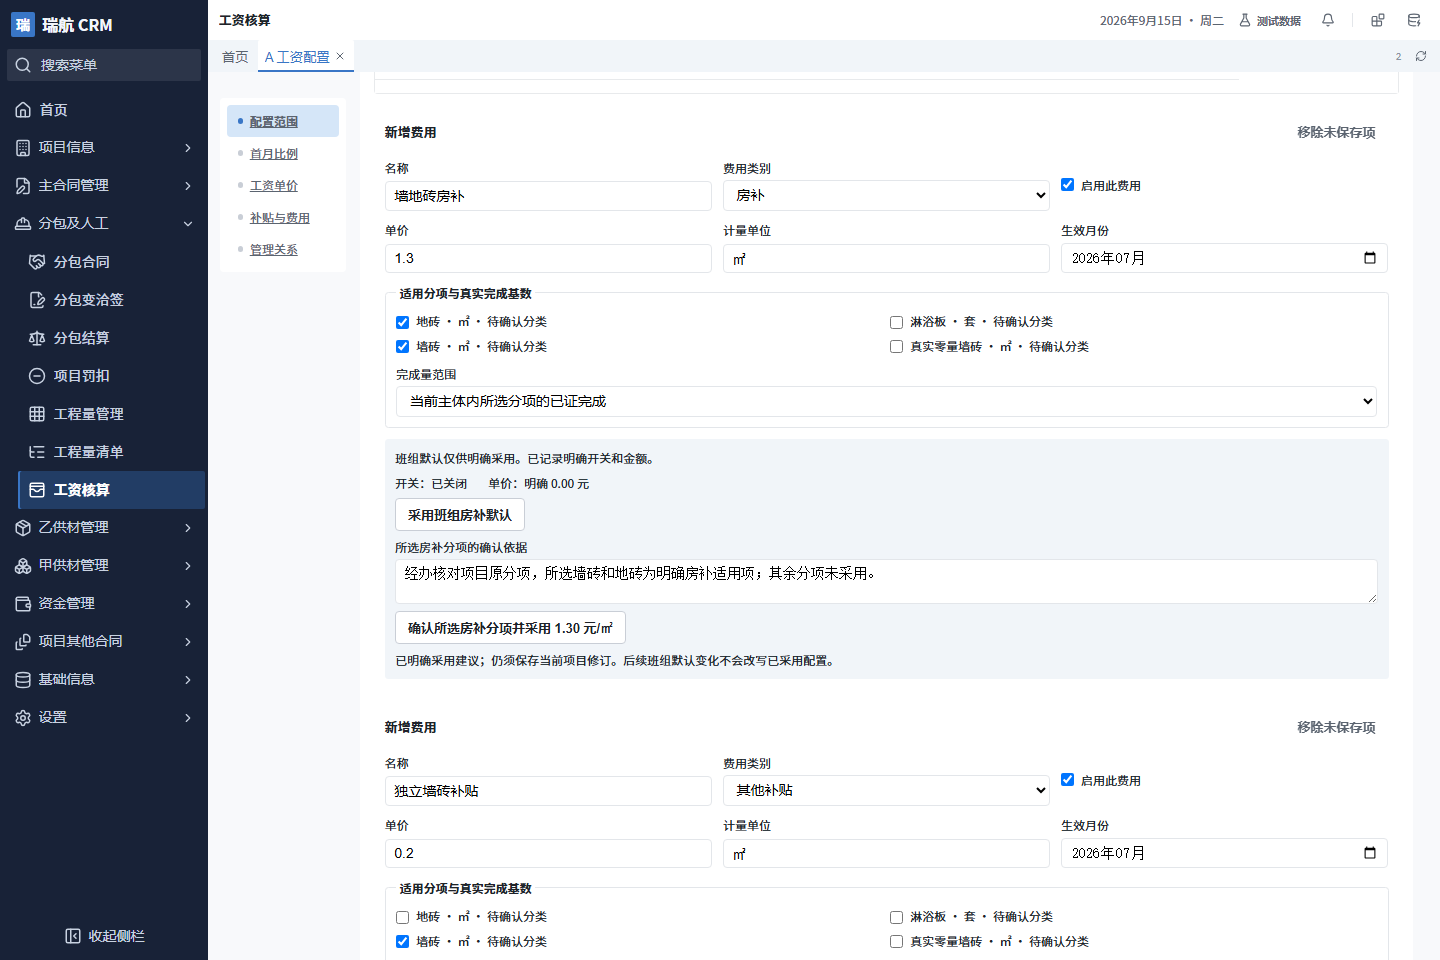 瑞 瑞航 CRM
工资核算
2026年9月15日 · 周二
测试数据
搜索菜单
首页
A 工资配置
2
首页
项目信息
主合同管理
分包及人工
分包合同
分包变洽签
分包结算
项目罚扣
工程量管理
工程量清单
工资核算
乙供材管理
甲供材管理
资金管理
项目其他合同
基础信息
设置
收起侧栏
配置范围
首月比例
工资单价
补贴与费用
管理关系
新增费用
移除未保存项
名称
费用类别
启用此费用
墙地砖房补
房补
单价
计量单位
生效月份
1.3
㎡
2026年07月
适用分项与真实完成基数
地砖 · ㎡ · 待确认分类
淋浴板 · 套 · 待确认分类
墙砖 · ㎡ · 待确认分类
真实零量墙砖 · ㎡ · 待确认分类
完成量范围
当前主体内所选分项的已证完成
班组默认仅供明确采用。已记录明确开关和金额。
开关：已关闭 单价：明确 0.00 元
采用班组房补默认
所选房补分项的确认依据
经办核对项目原分项，所选墙砖和地砖为明确房补适用项；其余分项未采用。
确认所选房补分项并采用 1.30 元/㎡
已明确采用建议；仍须保存当前项目修订。后续班组默认变化不会改写已采用配置。
新增费用
移除未保存项
名称
费用类别
启用此费用
独立墙砖补贴
其他补贴
单价
计量单位
生效月份
0.2
㎡
2026年07月
适用分项与真实完成基数
地砖 · ㎡ · 待确认分类
淋浴板 · 套 · 待确认分类
墙砖 · ㎡ · 待确认分类
真实零量墙砖 · ㎡ · 待确认分类